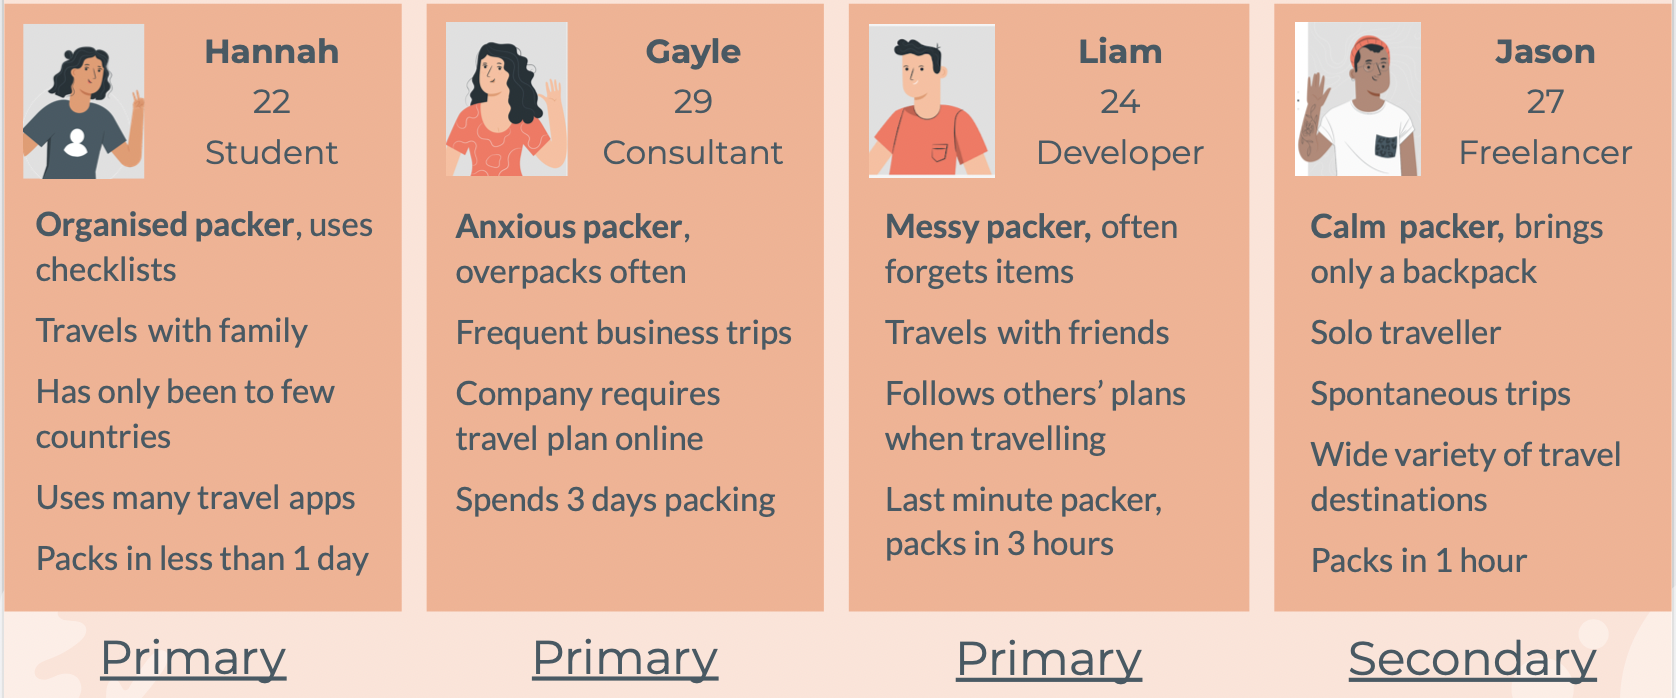 Hannah
22
Student
Organised packer, uses
checklists
Travels with family
Has only been to few
countries
Uses many travel apps
Packs in less than 1 day
Primary
Gayle
29
Consultant
Anxious packer,
overpacks often
Frequent business trips
Company requires
travel plan online
Spends 3 days packing
Primary
Liam
24
Developer
Messy packer, often
forgets items
Travels with friends
Follows others’ plans
when travelling
Last minute packer,
packs in 3 hours
Primary
Jason
27
Freelancer
Calm packer, brings
only a backpack
Solo traveller
Spontaneous trips
Wide variety of travel
destinations
Packs in 1 hour
Secondary